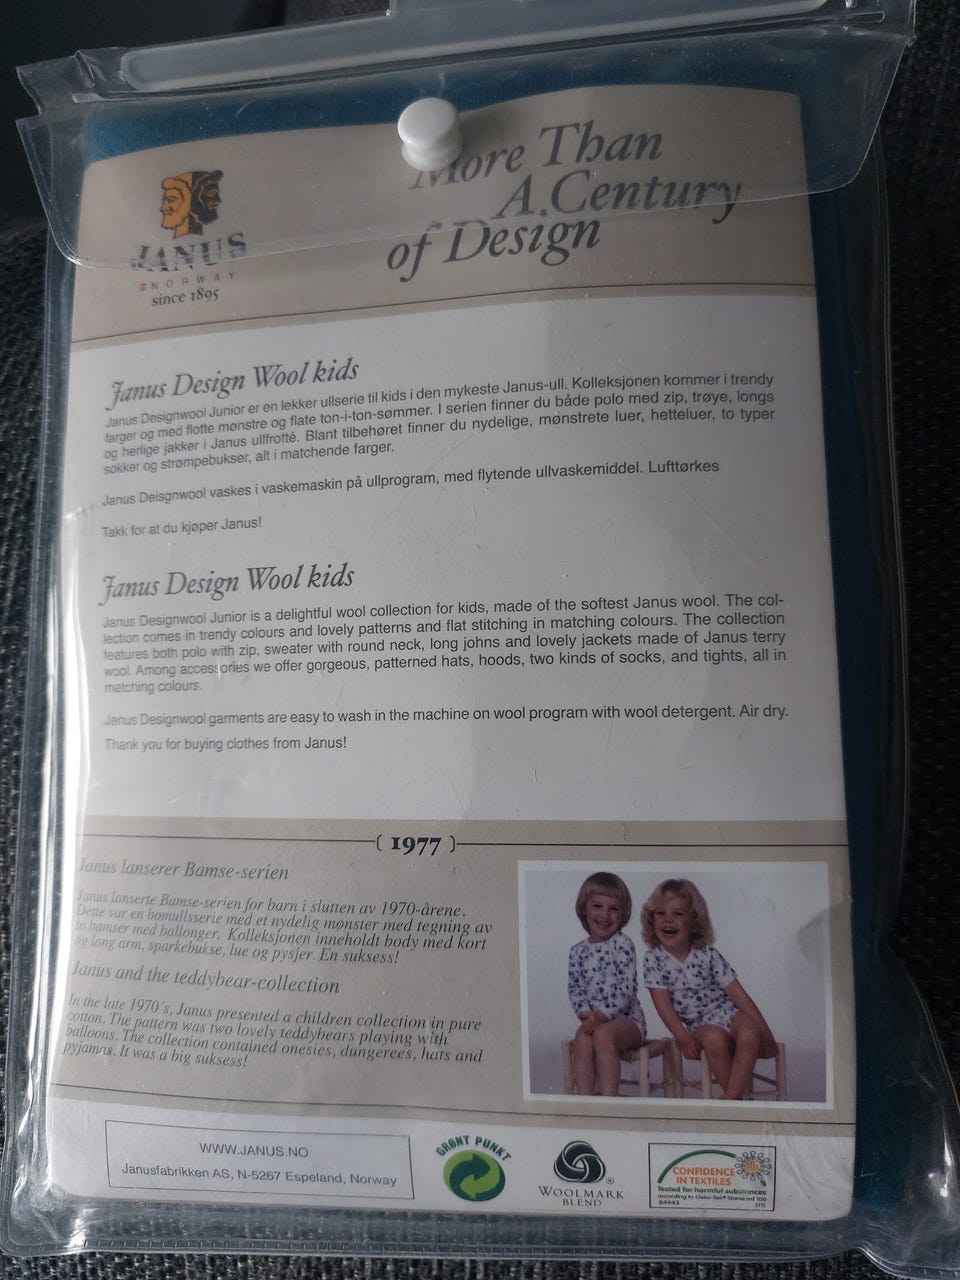 More Than
A Century
of Design
JANUS
NORWAY
since 1895
Janus Design Wool kids
Janus Designwool Junior er en lekker ullserie til kids i den mykeste Janus-ull. Kolleksjonen kommer i trendy
farger og med flotte mønstre og flate ton-i-ton-sømmer. I serien finner du både polo med zip, trøye, longs
og herlige jakker i Janus ullfrotté. Blant tilbehøret finner du nydelige, mønstrete luer, hetteluer, to typer
sokker og strømpebukser, alt i matchende farger.
Janus Deisgnwool vaskes i vaskemaskin på ullprogram, med flytende ullvaskemiddel. Lufttørkes
Takk for at du kjøper Janus!
Janus Design Wool kids
Janus Designwool Junior is a delightful wool collection for kids, made of the softest Janus wool. The col-
lection comes in trendy colours and lovely patterns and flat stitching in matching colours. The collection
features both polo with zip, sweater with round neck, long johns and lovely jackets made of Janus terry
wool. Among accessories we offer gorgeous, patterned hats, hoods, two kinds of socks, and tights, all in
matching colours.
Janus Designwool garments are easy to wash in the machine on wool program with wool detergent. Air dry.
Thank you for buying clothes from Janus!
( 1977 )
Janus lanserer Bamse-serien
Janus lanserte Bamse-serien for barn i slutten av 1970-årene.
Dette var en bomullsserie med et nydelig mønster med tegning av
to bamser med ballonger. Kolleksjonen inneholdt body med kort
og lang arm, sparkebukse, lue og pysjer. En suksess!
Janus and the teddybear-collection
In the late 1970´s, Janus presented a children collection in pure
cotton. The pattern was two lovely teddybears playing with
balloons. The collection contained onesies, dungerees, hats and
pyjamas. It was a big suksess!
WWW.JANUS.NO
Janusfabrikken AS, N-5267 Espeland, Norway
GRØNT PUNKT
WOOLMARK
BLEND
CONFIDENCE
IN TEXTILES
Tested for harmful substances
according to Oeko-Tex® Standard 100
84943 DTI